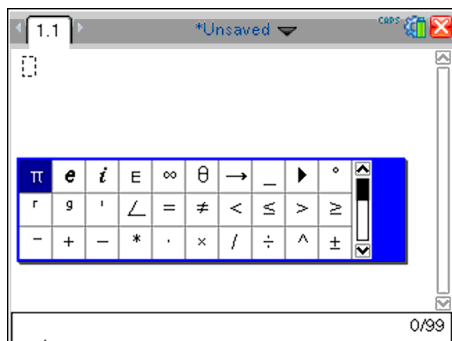 1.1 *Unsaved CAPS
π e i E ∞ θ → _ ▶ °
r g ' ∠ = ≠ < ≤ > ≥
− + − * · × / ÷ ^ ±
0/99